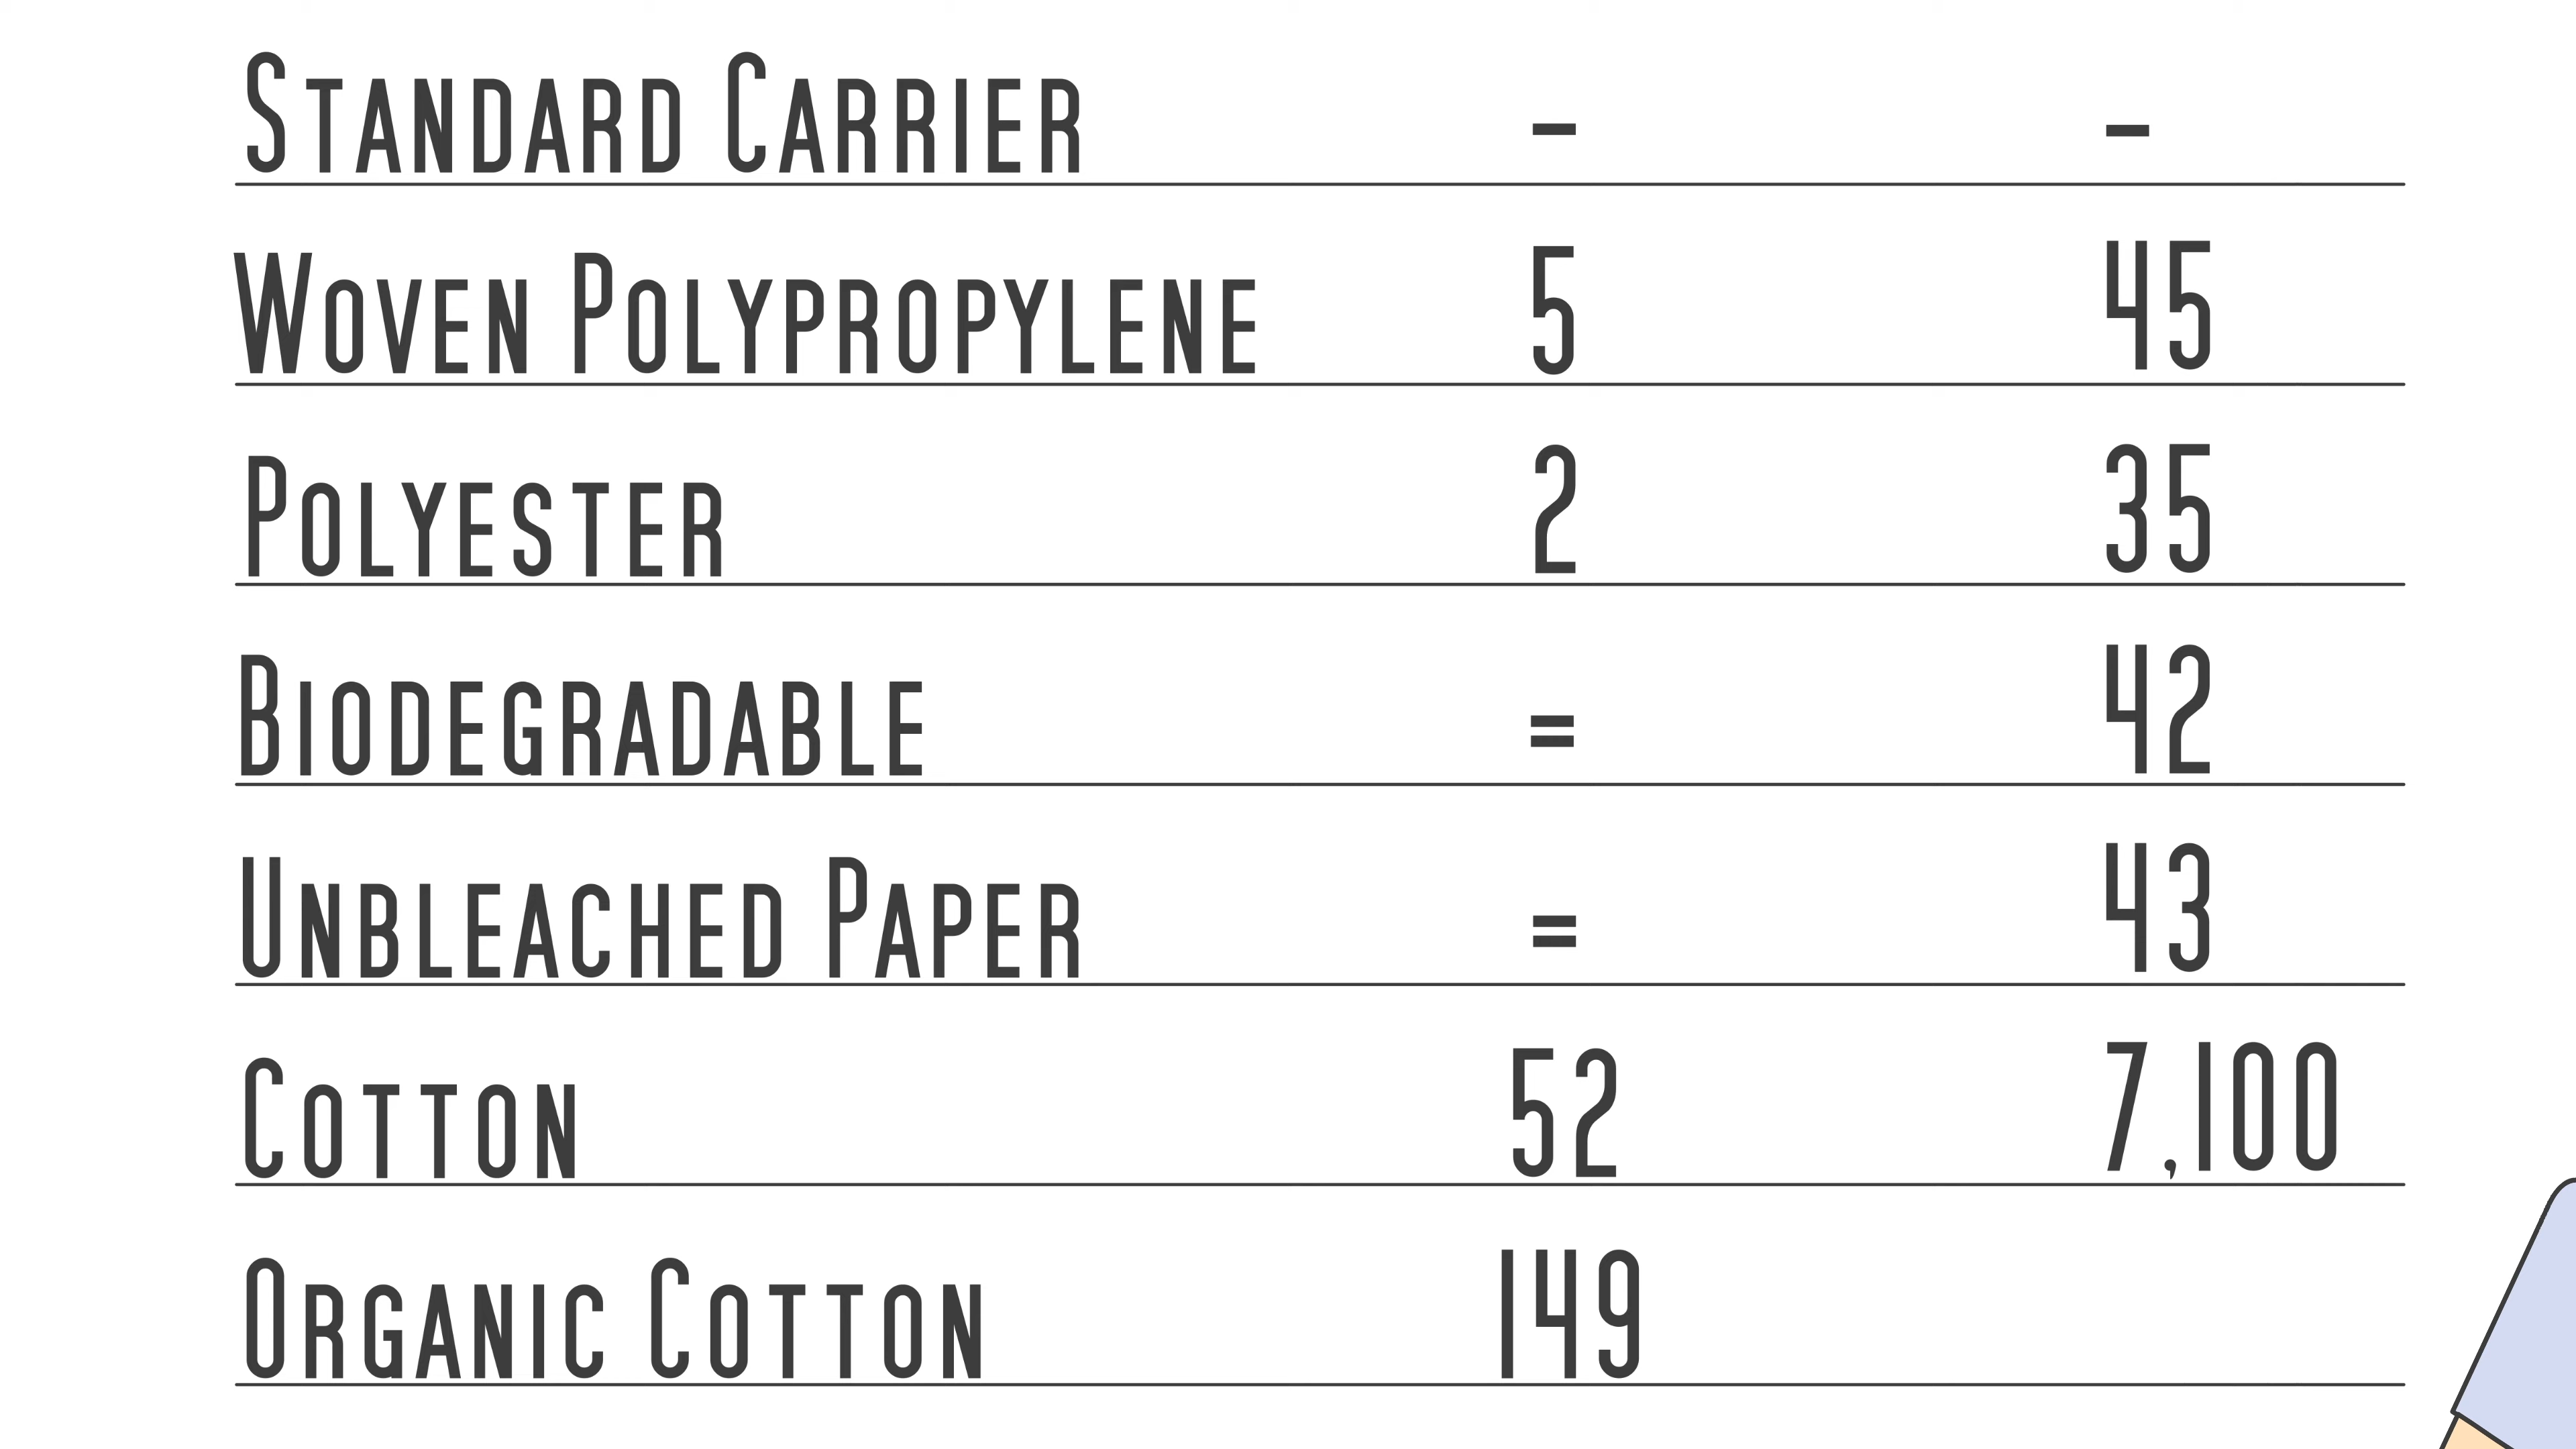 Standard Carrier - -
Woven Polypropylene 5 45
Polyester 2 35
Biodegradable = 42
Unbleached Paper = 43
Cotton 52 7,100
Organic Cotton 149